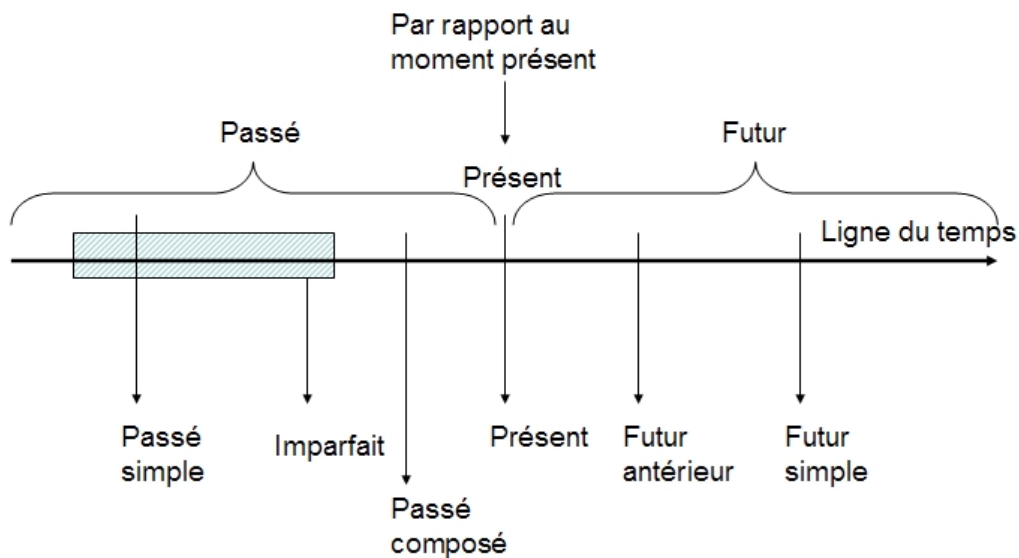 Par rapport au
moment présent
Passé
Futur
Présent
Ligne du temps
Passé
simple
Imparfait
Passé
composé
Présent
Futur
antérieur
Futur
simple